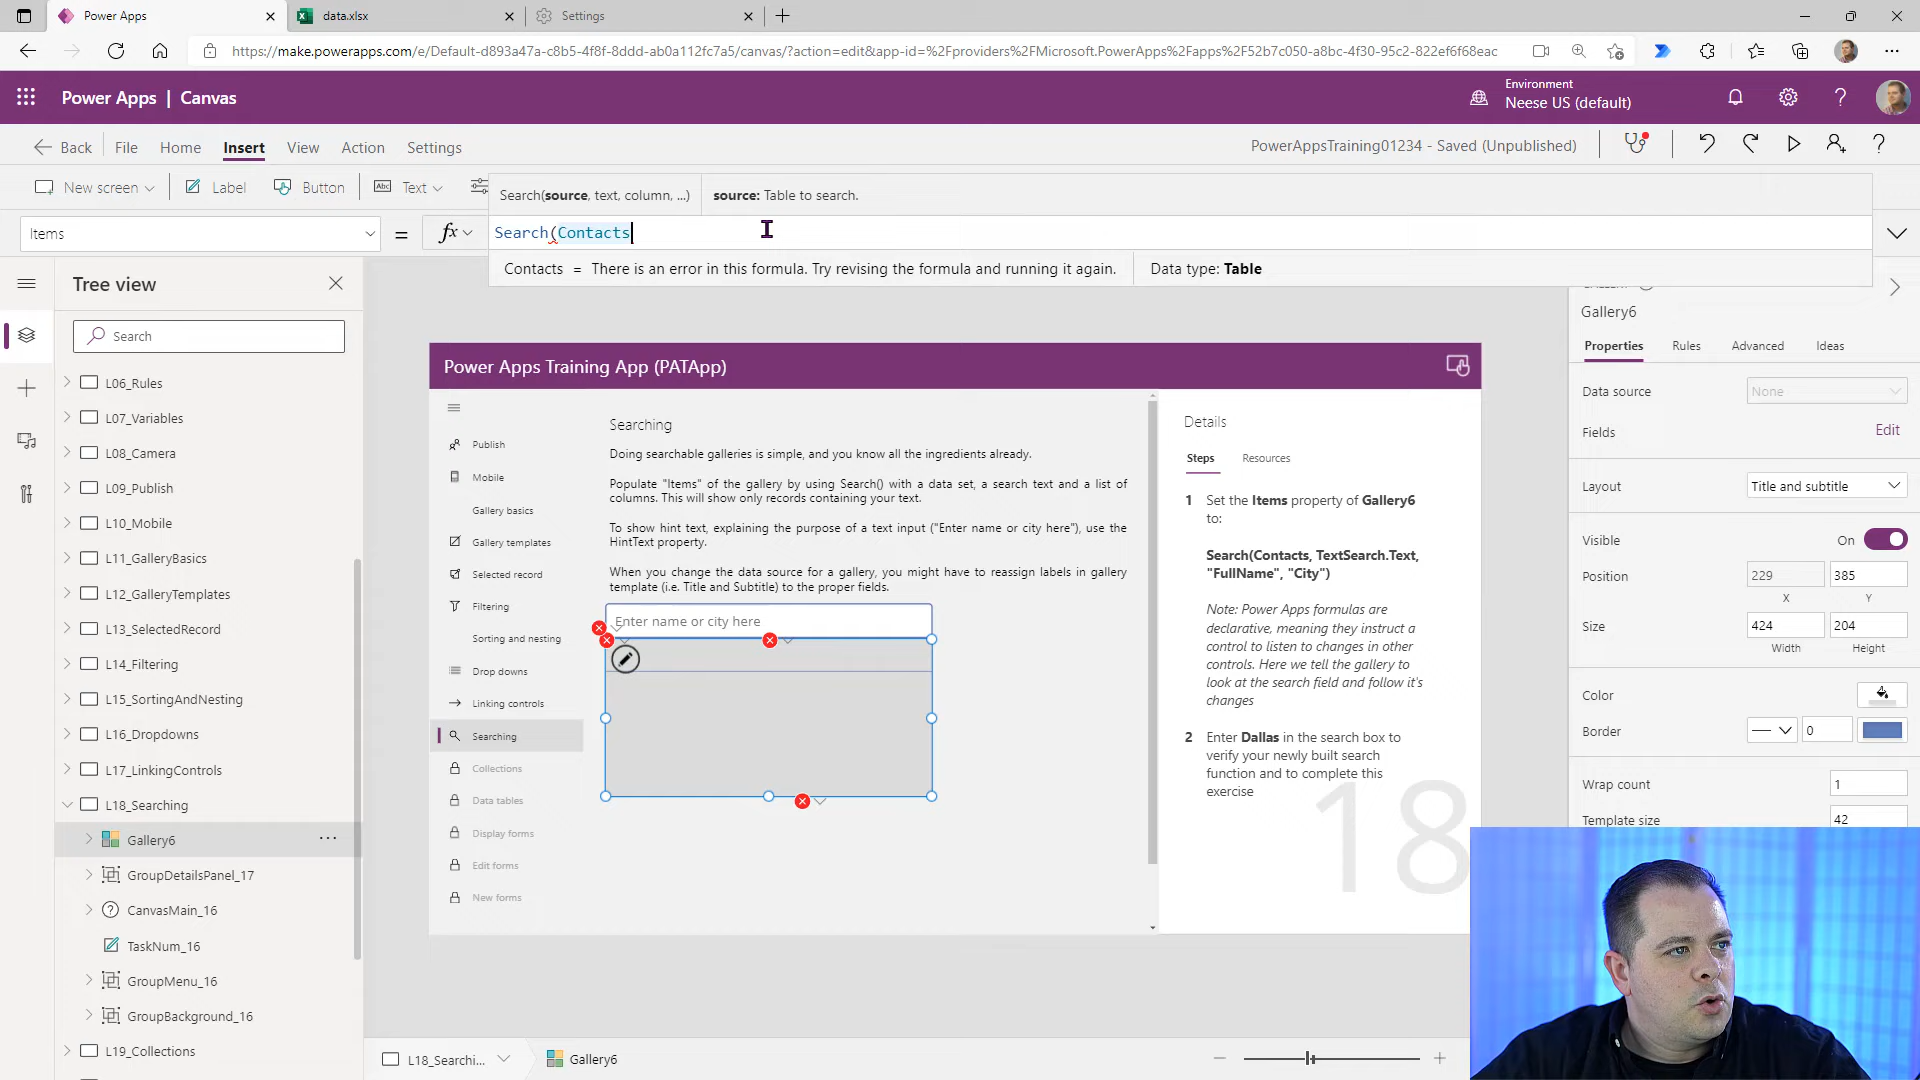 Power Apps
data.xlsx
Settings
https://make.powerapps.com/e/Default-d893a47a-c8b5-4f8f-8ddd-ab0a112fc7a5/canvas/?action=edit&app-id=%2Fproviders%2FMicrosoft.PowerApps%2Fapps%2F52b7c050-a8bc-4f30-95c2-822ef6f68eac
Power Apps | Canvas
Environment
Neese US (default)
Back
File
Home
Insert
View
Action
Settings
PowerAppsTraining01234 - Saved (Unpublished)
New screen
Label
Button
Abc Text
Search(source, text, column, ...)
source: Table to search.
Items
=
fx
Search(Contacts
Contacts = There is an error in this formula. Try revising the formula and running it again.
Data type: Table
Tree view
Search
L06_Rules
L07_Variables
L08_Camera
L09_Publish
L10_Mobile
L11_GalleryBasics
L12_GalleryTemplates
L13_SelectedRecord
L14_Filtering
L15_SortingAndNesting
L16_Dropdowns
L17_LinkingControls
L18_Searching
Gallery6
GroupDetailsPanel_17
CanvasMain_16
TaskNum_16
GroupMenu_16
GroupBackground_16
L19_Collections
Power Apps Training App (PATApp)
Publish
Mobile
Gallery basics
Gallery templates
Selected record
Filtering
Sorting and nesting
Drop downs
Linking controls
Searching
Collections
Data tables
Display forms
Edit forms
New forms
Searching
Doing searchable galleries is simple, and you know all the ingredients already.
Populate "Items" of the gallery by using Search() with a data set, a search text and a list of
columns. This will show only records containing your text.
To show hint text, explaining the purpose of a text input ("Enter name or city here"), use the
HintText property.
When you change the data source for a gallery, you might have to reassign labels in gallery
template (i.e. Title and Subtitle) to the proper fields.
Enter name or city here
Details
Steps
Resources
1 Set the Items property of Gallery6
to:
Search(Contacts, TextSearch.Text,
"FullName", "City")
Note: Power Apps formulas are
declarative, meaning they instruct a
control to listen to changes in other
controls. Here we tell the gallery to
look at the search field and follow it's
changes
2 Enter Dallas in the search box to
verify your newly built search
function and to complete this
exercise
18
Gallery6
Properties
Rules
Advanced
Ideas
Data source
None
Fields
Edit
Layout
Title and subtitle
Visible
On
Position
229
385
X
Y
Size
424
204
Width
Height
Color
Border
0
Wrap count
1
Template size
42
L18_Searchi...
Gallery6